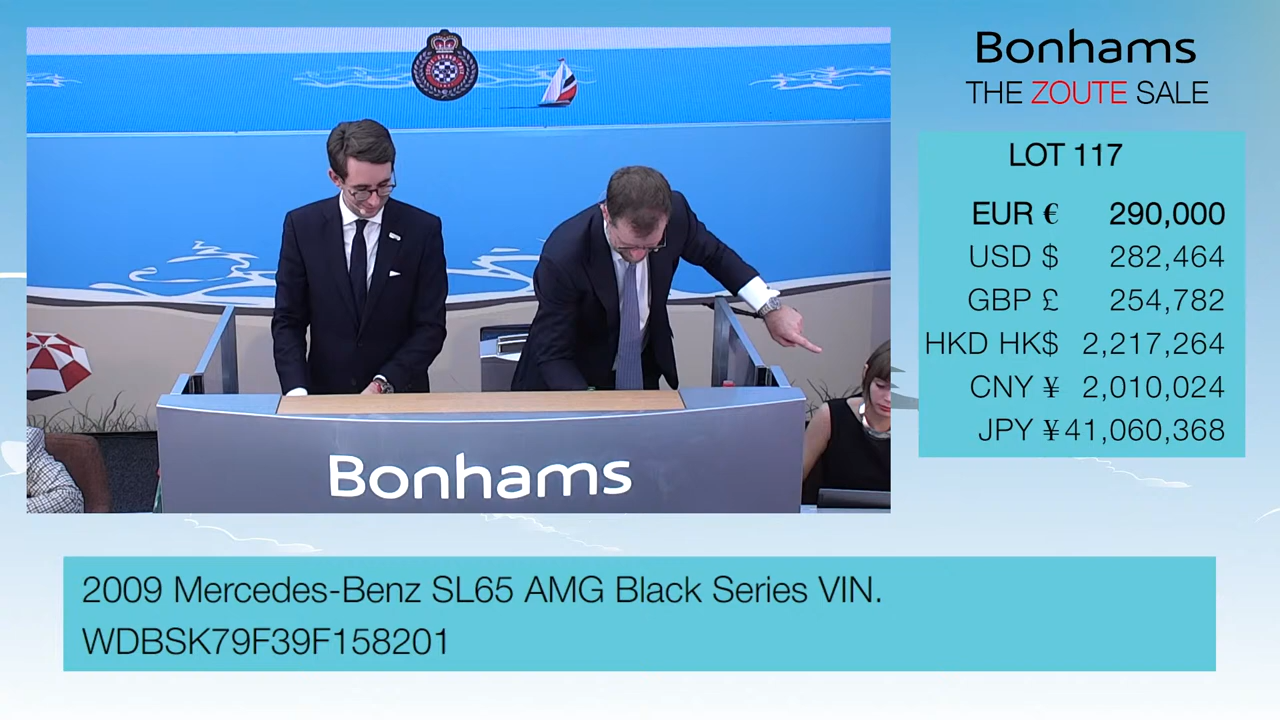 Bonhams
THE ZOUTE SALE
LOT 117
EUR € 290,000
USD $ 282,464
GBP £ 254,782
HKD HK$ 2,217,264
CNY ¥ 2,010,024
JPY ¥ 41,060,368
Bonhams
2009 Mercedes-Benz SL65 AMG Black Series VIN.
WDBSK79F39F158201